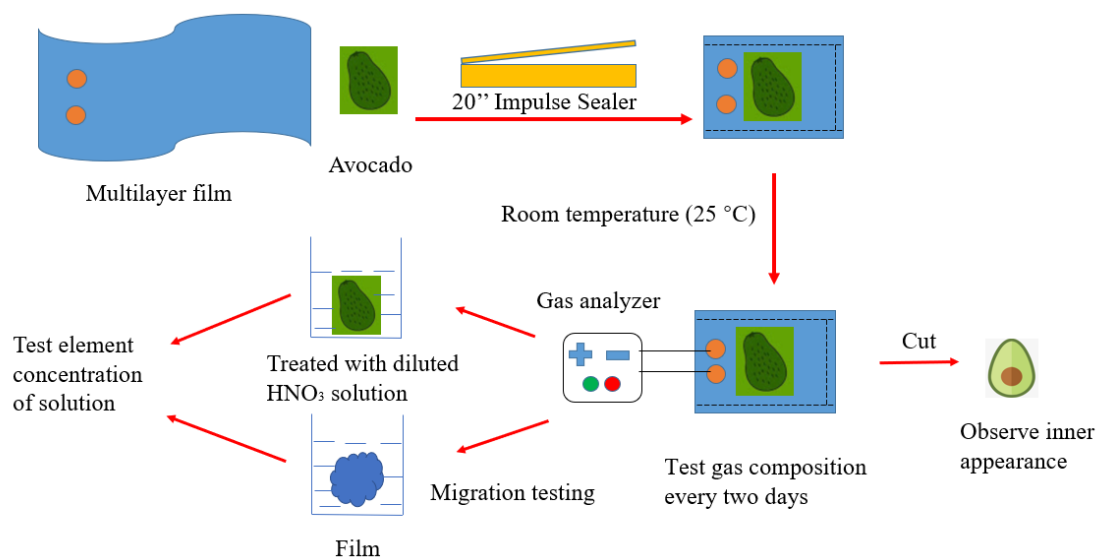 20’’ Impulse Sealer
Avocado
Multilayer film
Room temperature (25 °C)
Gas analyzer
Cut
Test element
concentration
of solution
Treated with diluted
HNO₃ solution
Observe inner
appearance
Test gas composition
every two days
Migration testing
Film